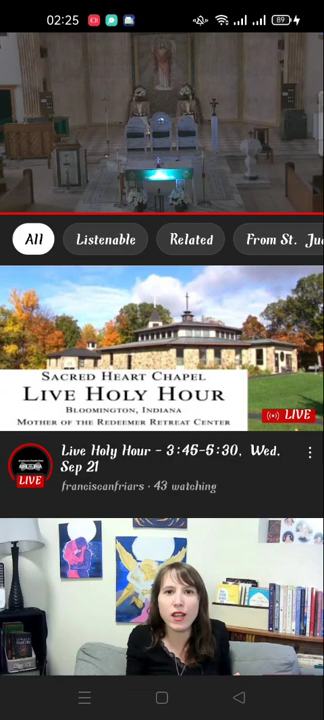 02:25
89
All
Listenable
Related
From St. Ju
SACRED HEART CHAPEL
LIVE HOLY HOUR
BLOOMINGTON, INDIANA
MOTHER OF THE REDEEMER RETREAT CENTER
LIVE
Live Holy Hour - 3:45-5:30, Wed. Sep 21
LIVE
franciscanfriars · 43 watching